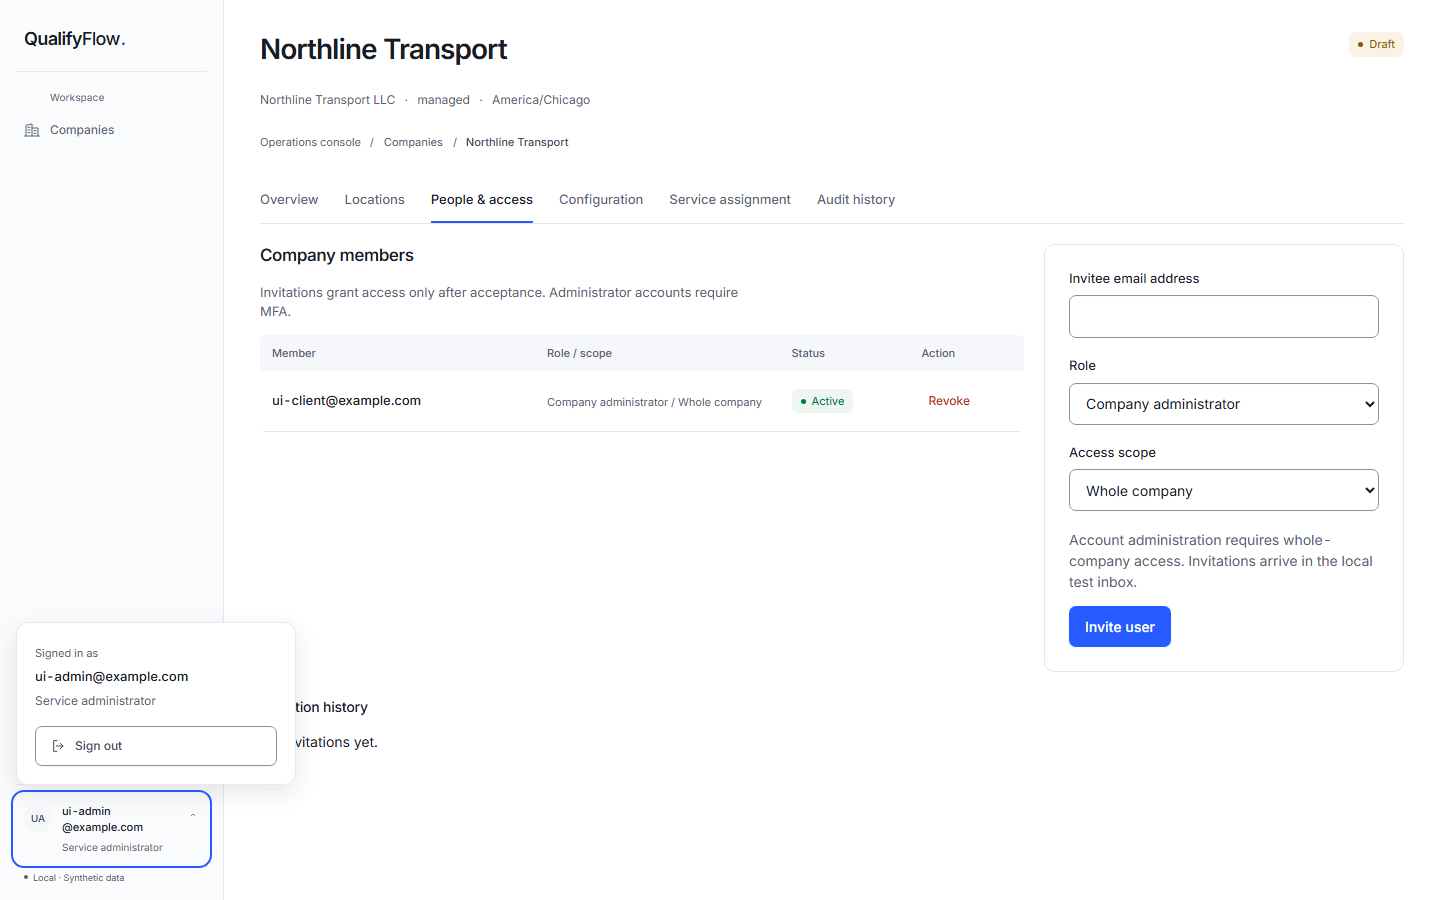 QualifyFlow.
Workspace
Companies
Northline Transport
Draft
Northline Transport LLC · managed · America/Chicago
Operations console / Companies / Northline Transport
Overview
Locations
People & access
Configuration
Service assignment
Audit history
Company members
Invitations grant access only after acceptance. Administrator accounts require
MFA.
Member Role / scope Status Action
ui-client@example.com Company administrator / Whole company Active Revoke
Invitee email address
Role
Company administrator
Access scope
Whole company
Account administration requires whole-
company access. Invitations arrive in the local
test inbox.
Invite user
tion history
vitations yet.
Signed in as
ui-admin@example.com
Service administrator
Sign out
UA
ui-admin
@example.com
Service administrator
Local · Synthetic data